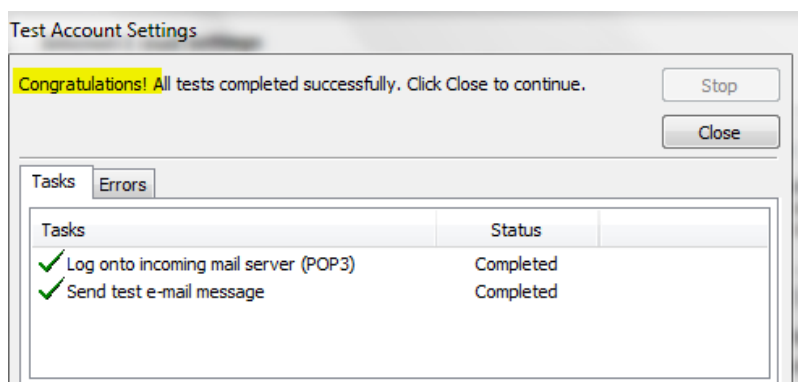 Test Account Settings
Congratulations! All tests completed successfully. Click Close to continue.
Stop
Close
Tasks Errors
Tasks Status
Log onto incoming mail server (POP3) Completed
Send test e-mail message Completed